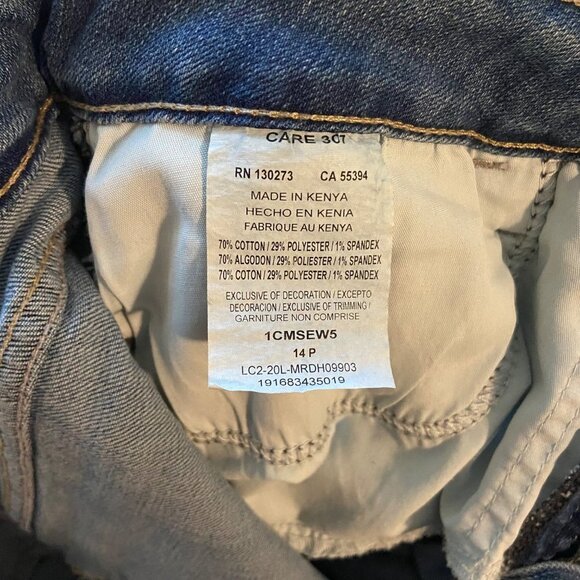 CARE 307
RN 130273 CA 55394
MADE IN KENYA
HECHO EN KENIA
FABRIQUE AU KENYA
70% COTTON / 29% POLYESTER / 1% SPANDEX
70% ALGODON / 29% POLIESTER / 1% SPANDEX
70% COTON / 29% POLYESTER / 1% SPANDEX
EXCLUSIVE OF DECORATION / EXCEPTO
DECORACION / EXCLUSIVE OF TRIMMING /
GARNITURE NON COMPRISE
1CMSEW5
14 P
LC2-20L-MRDH09903
191683435019